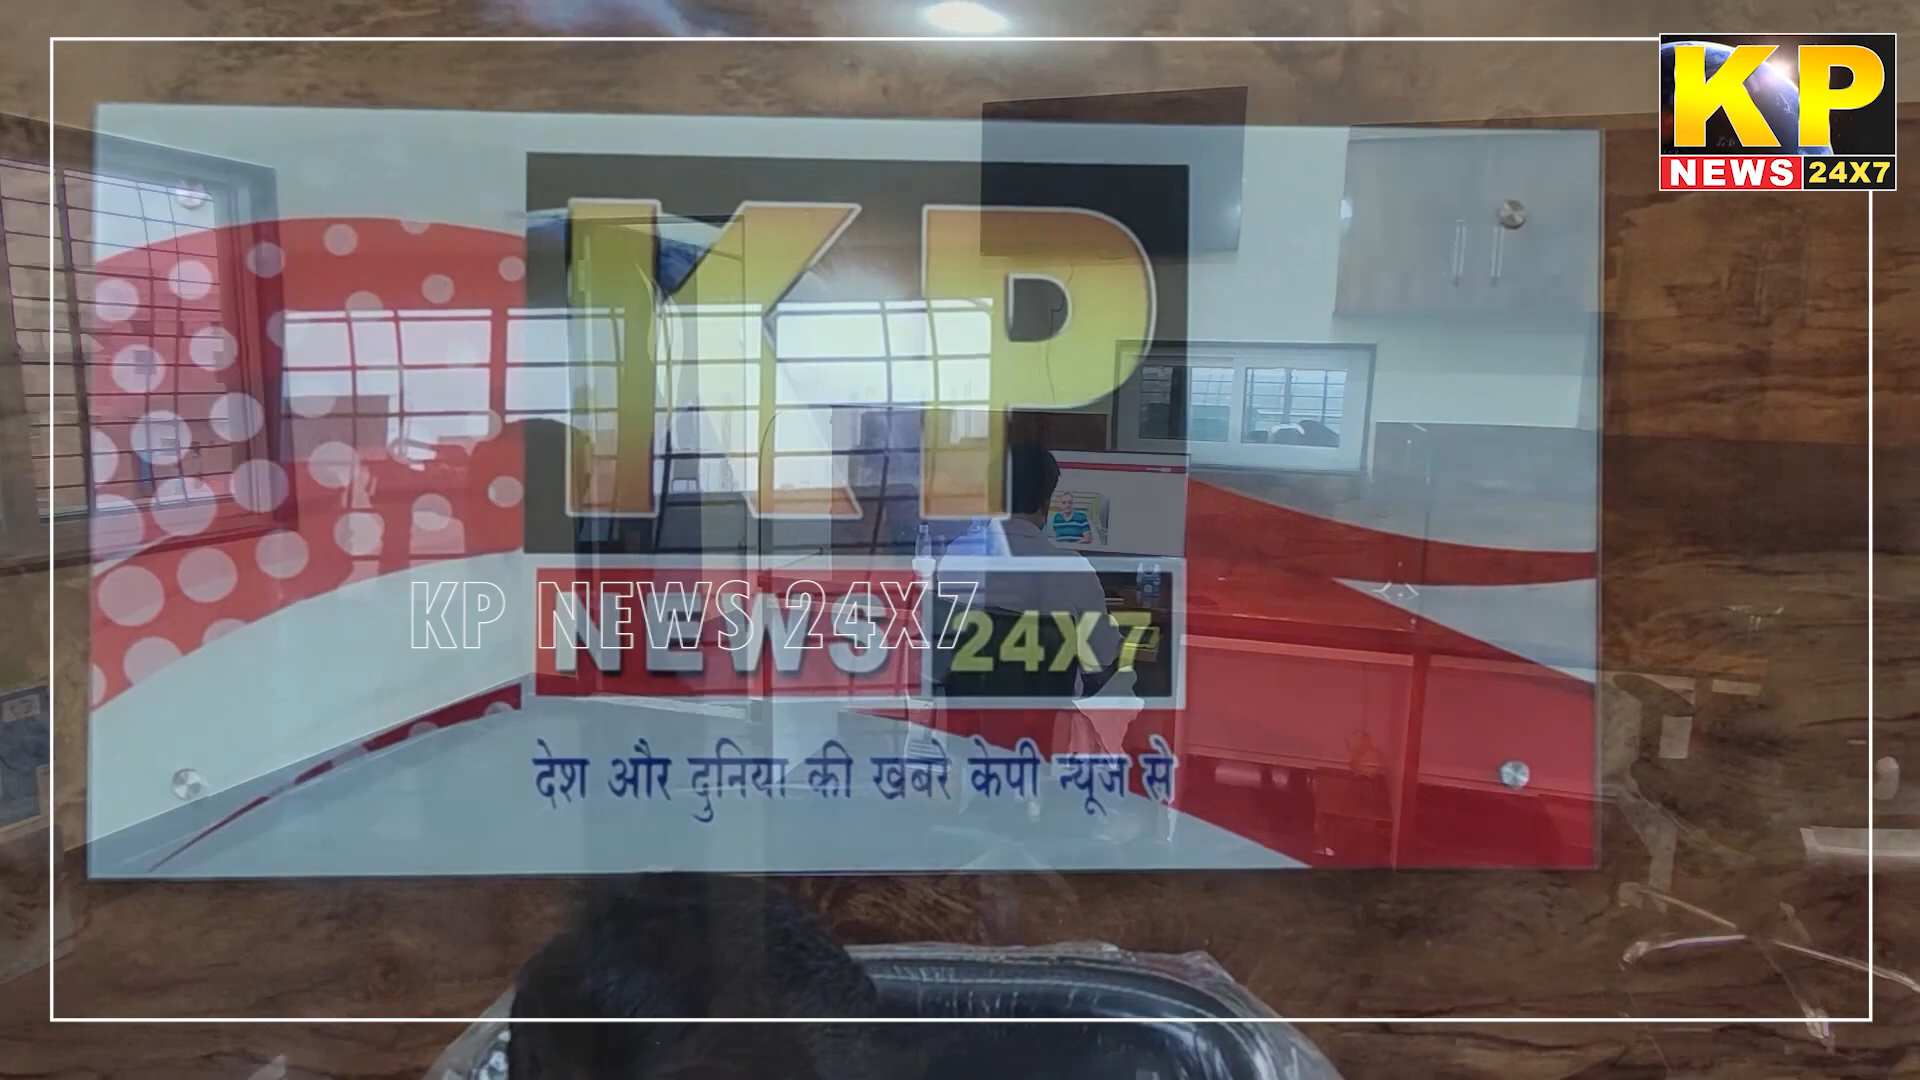 KP
NEWS 24X7
KP
KP NEWS 24X7
NEWS 24X7
देश और दुनिया की खबरे केपी न्यूज से